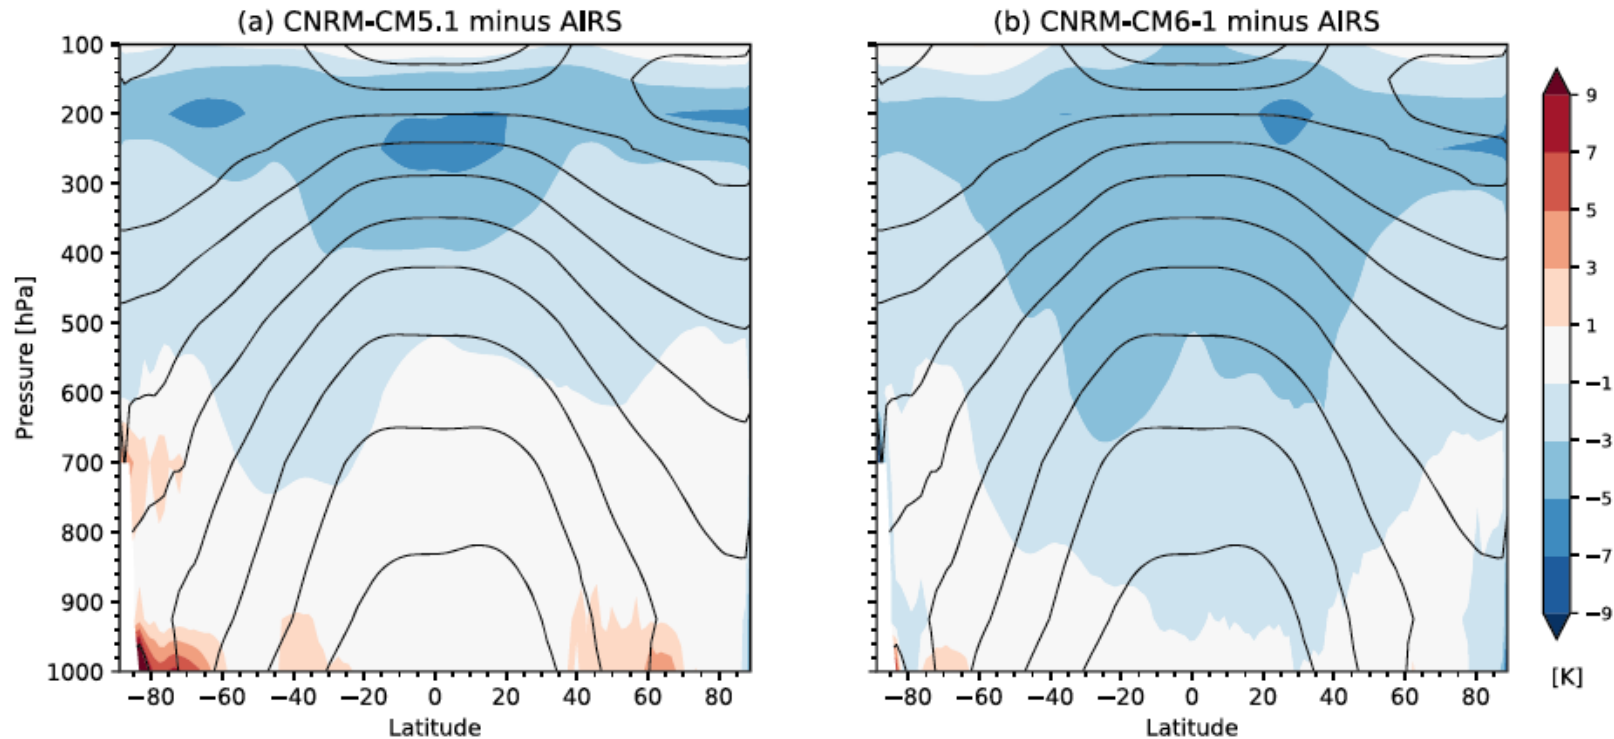 (a) CNRM-CM5.1 minus AIRS
(b) CNRM-CM6-1 minus AIRS
100
200
300
400
500
600
700
800
900
1000
Pressure [hPa]
−80 −60 −40 −20 0 20 40 60 80
Latitude
−80 −60 −40 −20 0 20 40 60 80
Latitude
9
7
5
3
1
−1
−3
−5
−7
−9
[K]